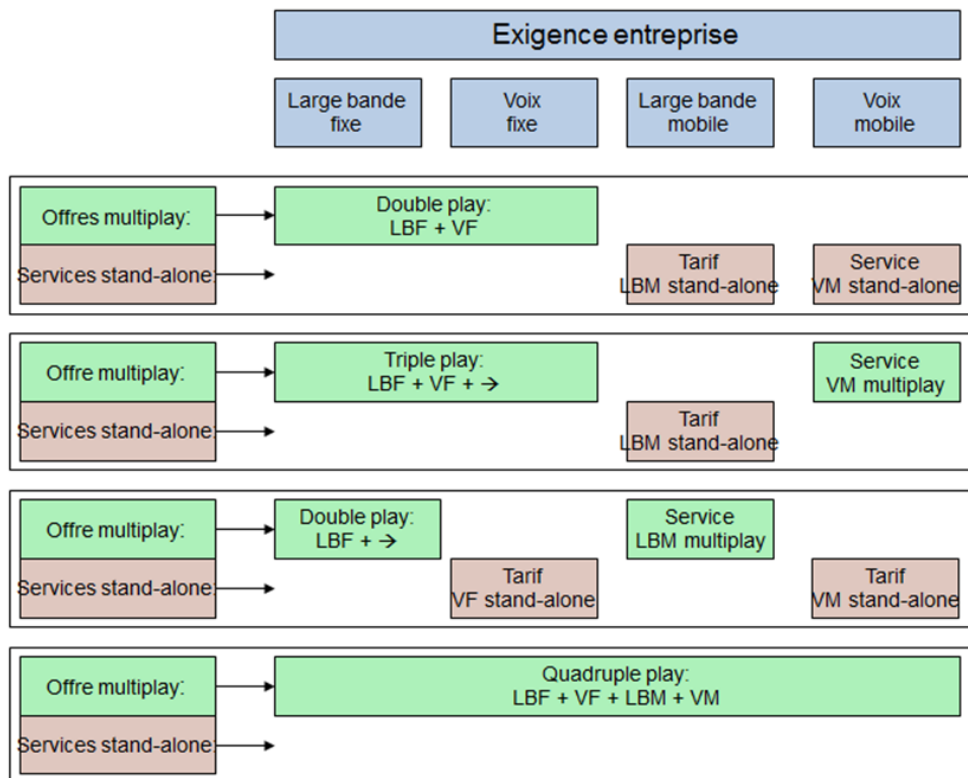 Exigence entreprise
Large bande
fixe
Voix
fixe
Large bande
mobile
Voix
mobile
Offres multiplay:
Double play:
LBF + VF
Services stand-alone:
Tarif
LBM stand-alone
Service
VM stand-alone
Offre multiplay:
Triple play:
LBF + VF + →
Service
VM multiplay
Services stand-alone:
Tarif
LBM stand-alone
Offre multiplay:
Double play:
LBF + →
Service
LBM multiplay
Services stand-alone:
Tarif
VF stand-alone
Tarif
VM stand-alone
Offre multiplay:
Quadruple play:
LBF + VF + LBM + VM
Services stand-alone: